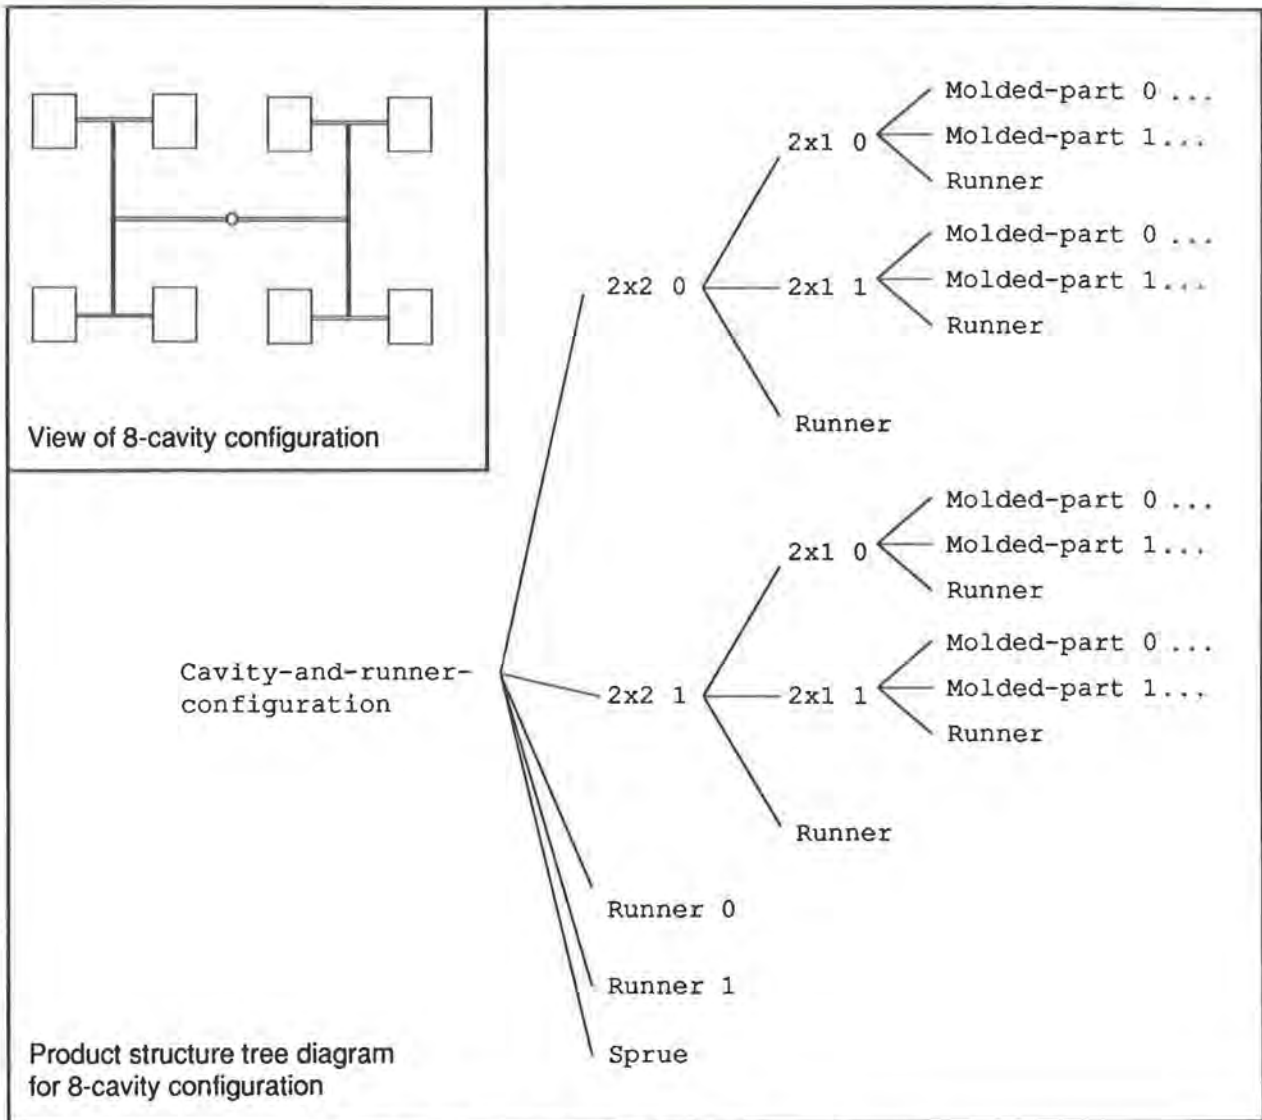 View of 8-cavity configuration
Molded-part 0 ...
2x1 0
Molded-part 1...
Runner
Molded-part 0 ...
2x2 0
2x1 1
Molded-part 1...
Runner
Runner
Molded-part 0 ...
2x1 0
Molded-part 1...
Runner
Molded-part 0 ...
Cavity-and-runner-
configuration
2x2 1
2x1 1
Molded-part 1...
Runner
Runner
Runner 0
Runner 1
Sprue
Product structure tree diagram
for 8-cavity configuration